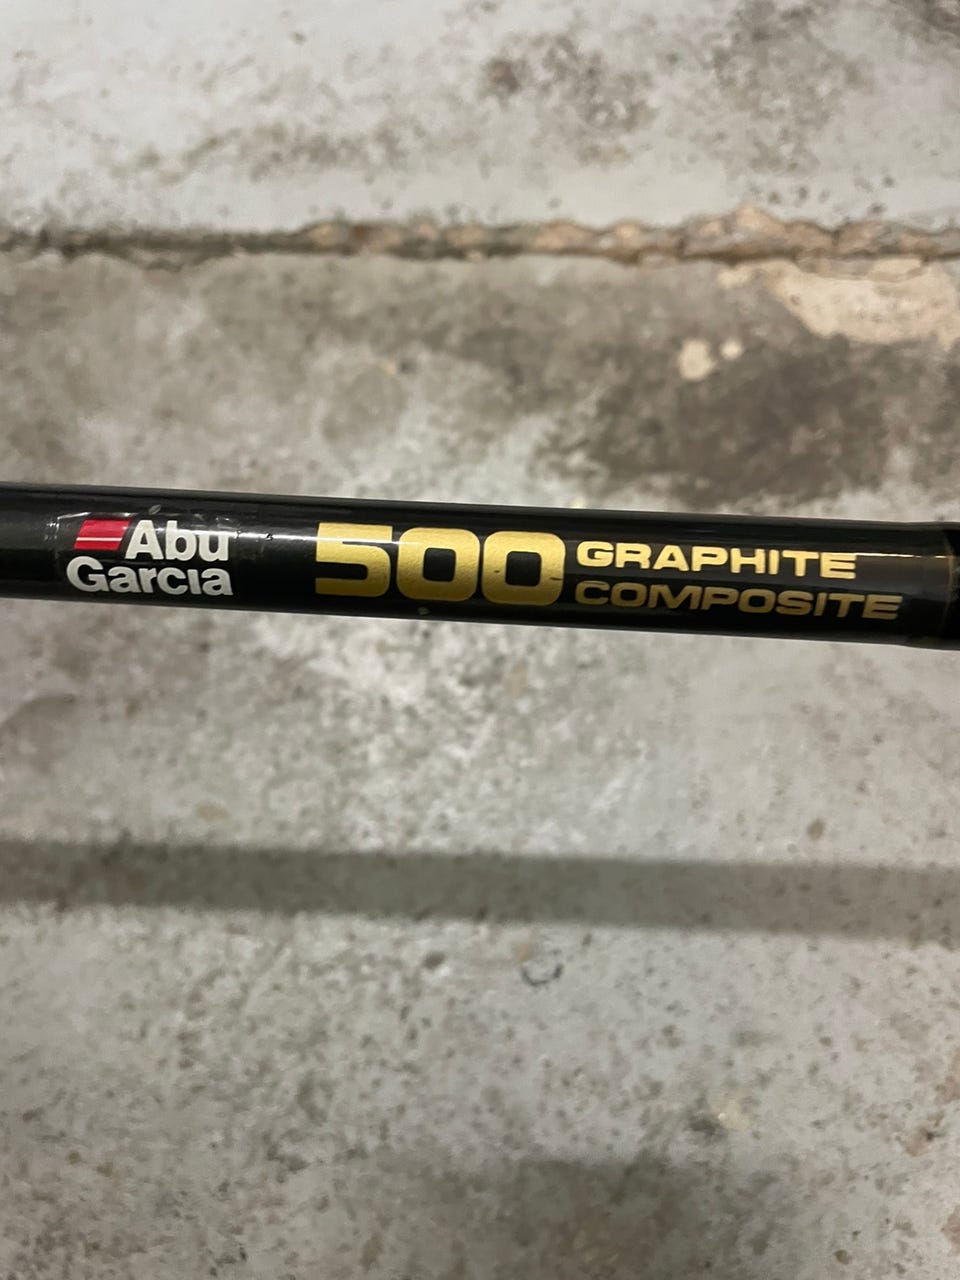 Abu
Garcia
500
GRAPHITE
COMPOSITE